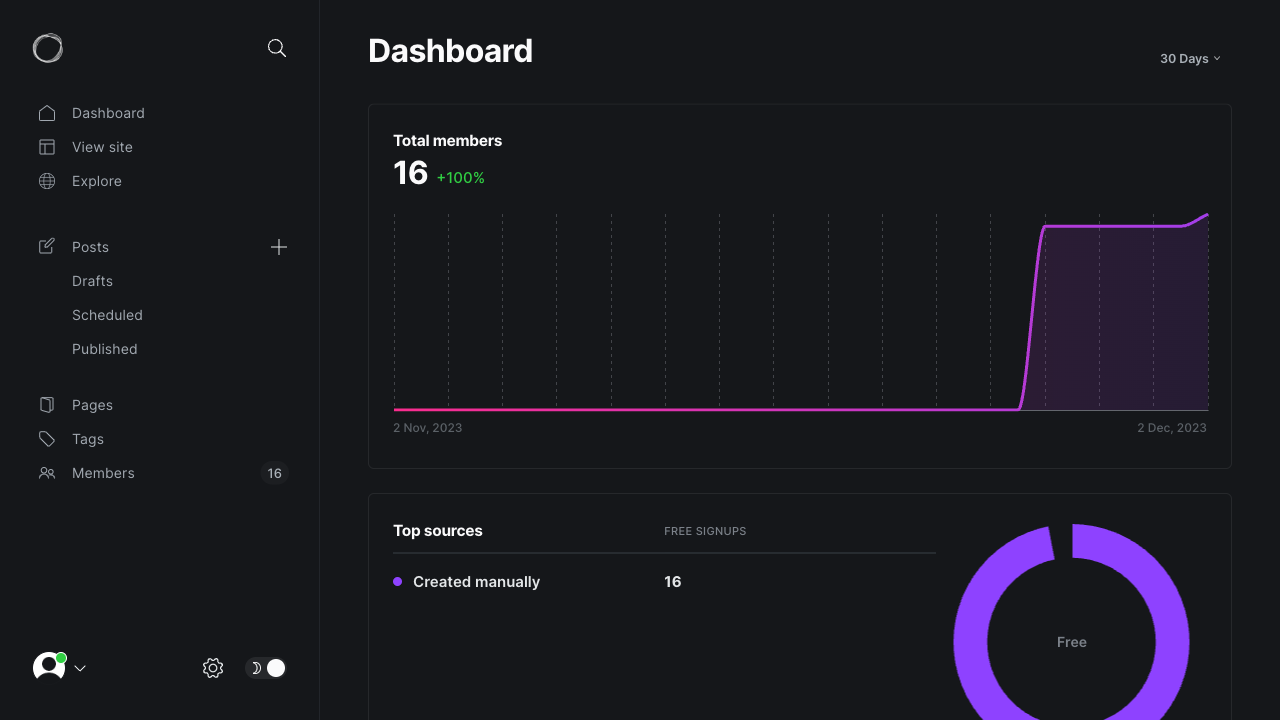 Dashboard
View site
Explore
Posts
Drafts
Scheduled
Published
Pages
Tags
Members 16
Dashboard
30 Days
Total members
16 +100%
2 Nov, 2023 2 Dec, 2023
Top sources FREE SIGNUPS
Created manually 16
Free